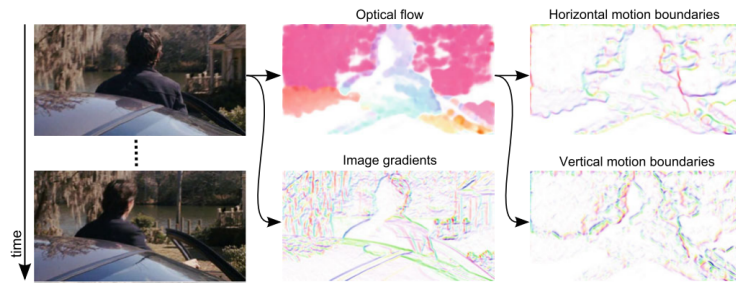 Optical flow
Horizontal motion boundaries
Image gradients
Vertical motion boundaries
time